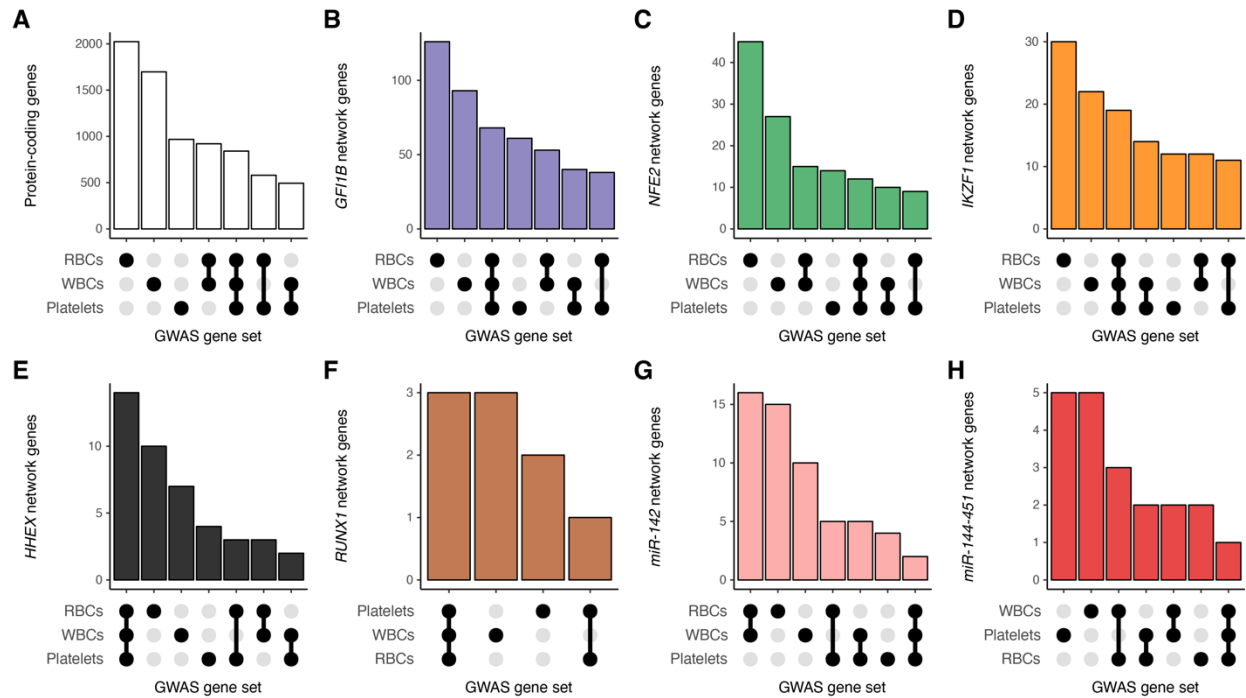 A
Protein-coding genes
2000
1500
1000
500
0
RBCs
WBCs
Platelets
GWAS gene set
B
GFI1B network genes
100
50
0
RBCs
WBCs
Platelets
GWAS gene set
C
NFE2 network genes
40
30
20
10
0
RBCs
WBCs
Platelets
GWAS gene set
D
IKZF1 network genes
30
20
10
0
RBCs
WBCs
Platelets
GWAS gene set
E
HHEX network genes
10
5
0
RBCs
WBCs
Platelets
GWAS gene set
F
RUNX1 network genes
3
2
1
0
Platelets
WBCs
RBCs
GWAS gene set
G
miR-142 network genes
15
10
5
0
RBCs
WBCs
Platelets
GWAS gene set
H
miR-144-451 network genes
5
4
3
2
1
0
WBCs
Platelets
RBCs
GWAS gene set